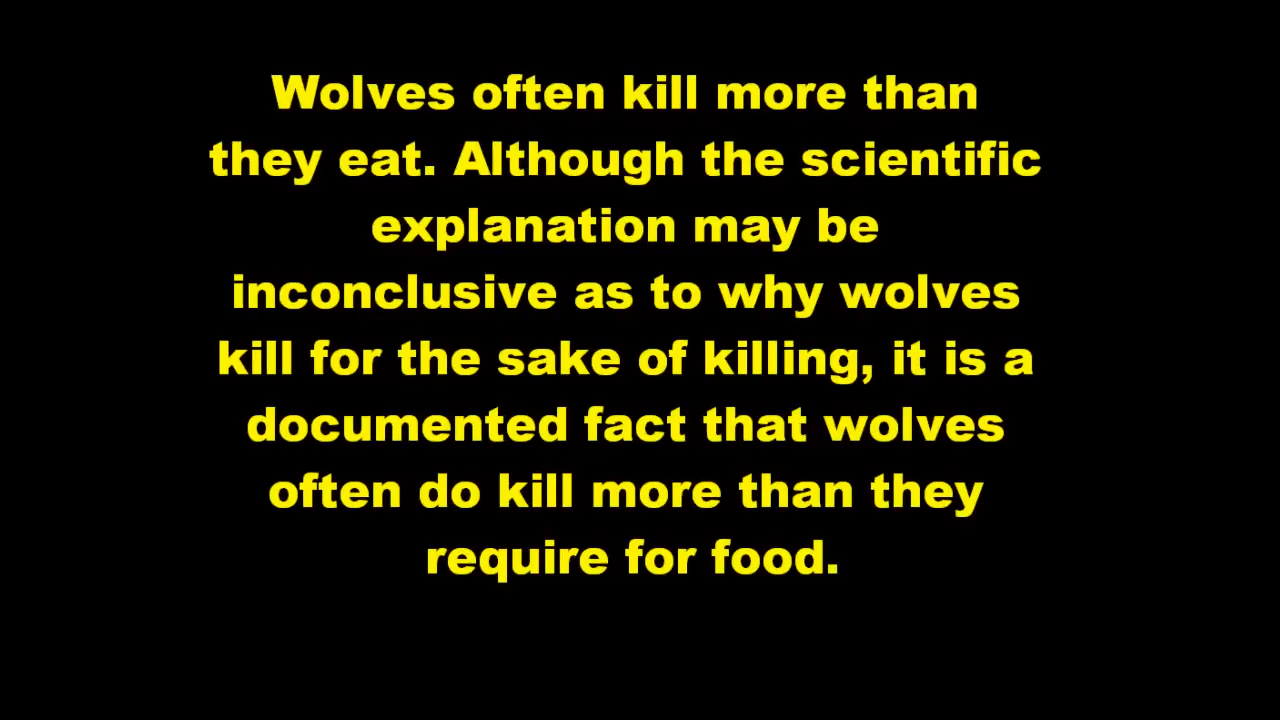 Wolves often kill more than
they eat. Although the scientific
explanation may be
inconclusive as to why wolves
kill for the sake of killing, it is a
documented fact that wolves
often do kill more than they
require for food.